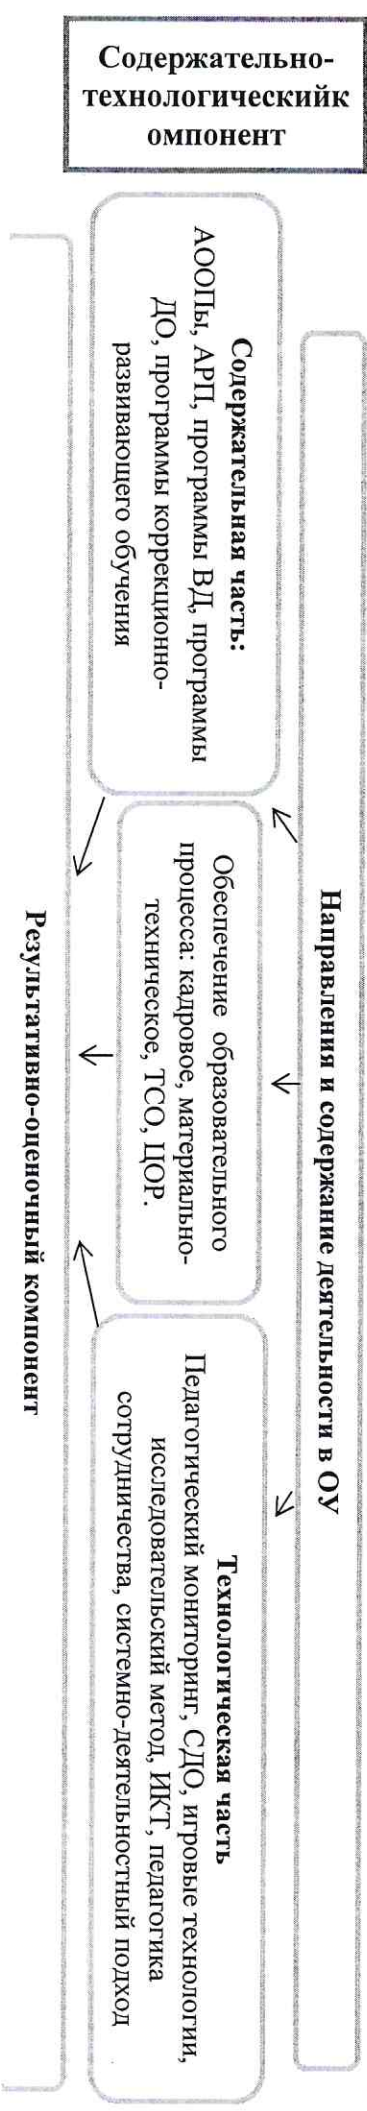 Содержательно-
технологическийк
омпонент
Направления и содержание деятельности в ОУ
Содержательная часть:
АООПы, АРП, программы ВД, программы
ДО, программы коррекционно-
развивающего обучения
Обеспечение образовательного
процесса: кадровое, материально-
техническое, ТСО, ЦОР.
Технологическая часть
Педагогический мониторинг, СДО, игровые технологии,
исследовательский метод, ИКТ, педагогика
сотрудничества, системно-деятельностный подход
Результативно-оценочный компонент